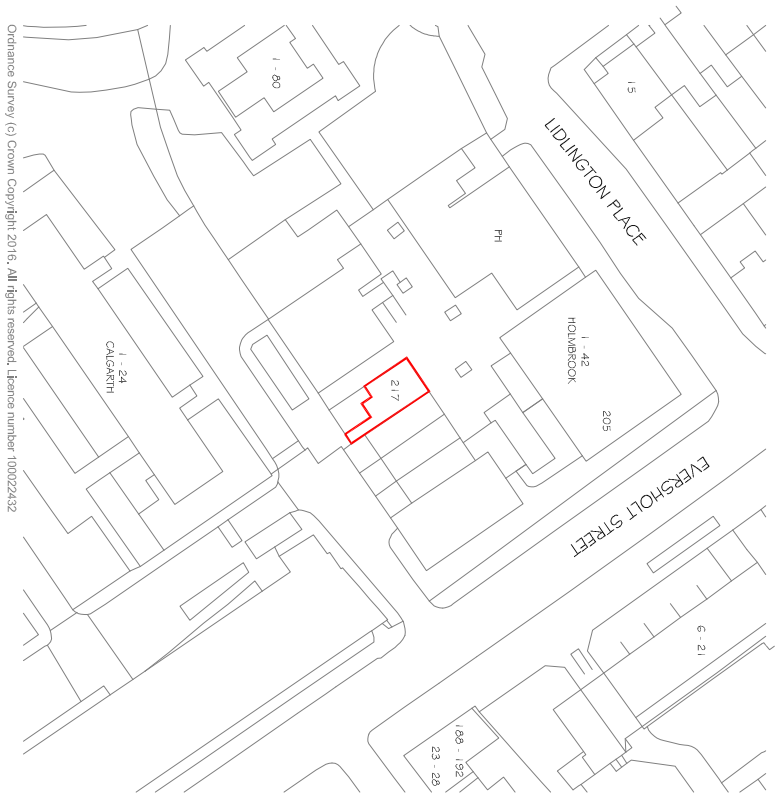 15
1 - 80
LIDLINGTON PLACE
PH
1 - 42
HOLMBROOK
205
1 - 24
CALGARTH
217
EVERSHOLT STREET
6 - 21
188 - 192
23 - 28
Ordnance Survey (c) Crown Copyright 2016. All rights reserved. Licence number 100022432